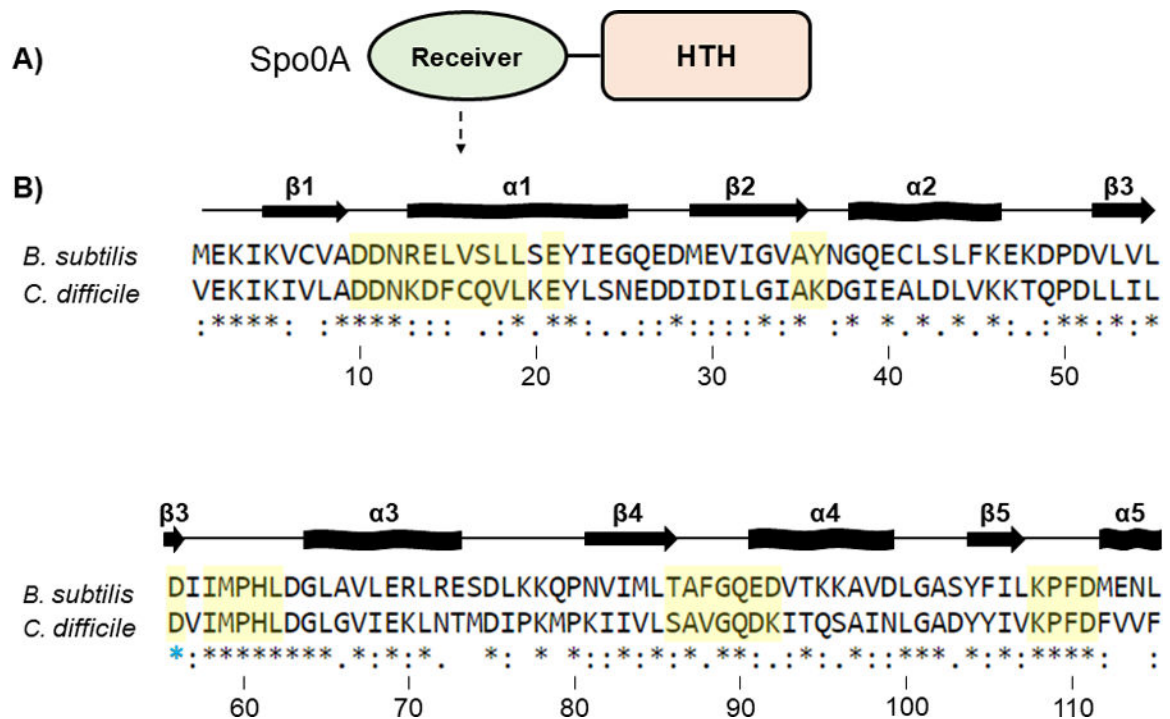 A)
Spo0A
Receiver
HTH
B)
β1 α1 β2 α2 β3
B. subtilis MEKIKVCVADDNRELVSLLSEYIEGQEDMEVIGVAYNGQECLSLFKEKDPDVLVL
C. difficile VEKIKIVLADDNKDFCQVLKEYLSNEDDIDILGIAKDGIEALDLVKKTQPDLLIL
:****: :****::: .:*.**:..::*::::*:* :* *.*.*.*:.:**:*:*
10 20 30 40 50
β3 α3 β4 α4 β5 α5
B. subtilis DIIMPHLDGLAVLERLRESDLKKQPNVIMLTAFGQEDVTKKAVDLGASYFILKPFDMENL
C. difficile DVIMPHLDGLGVIEKLNTMDIPKMPKIIVLSAVGQDKITQSAINLGADYYIVKPFDFVVF
*:********.*:*:*.  *: * *::*:*:*.**:.:*:.*::***.*:*:****:  :
60 70 80 90 100 110